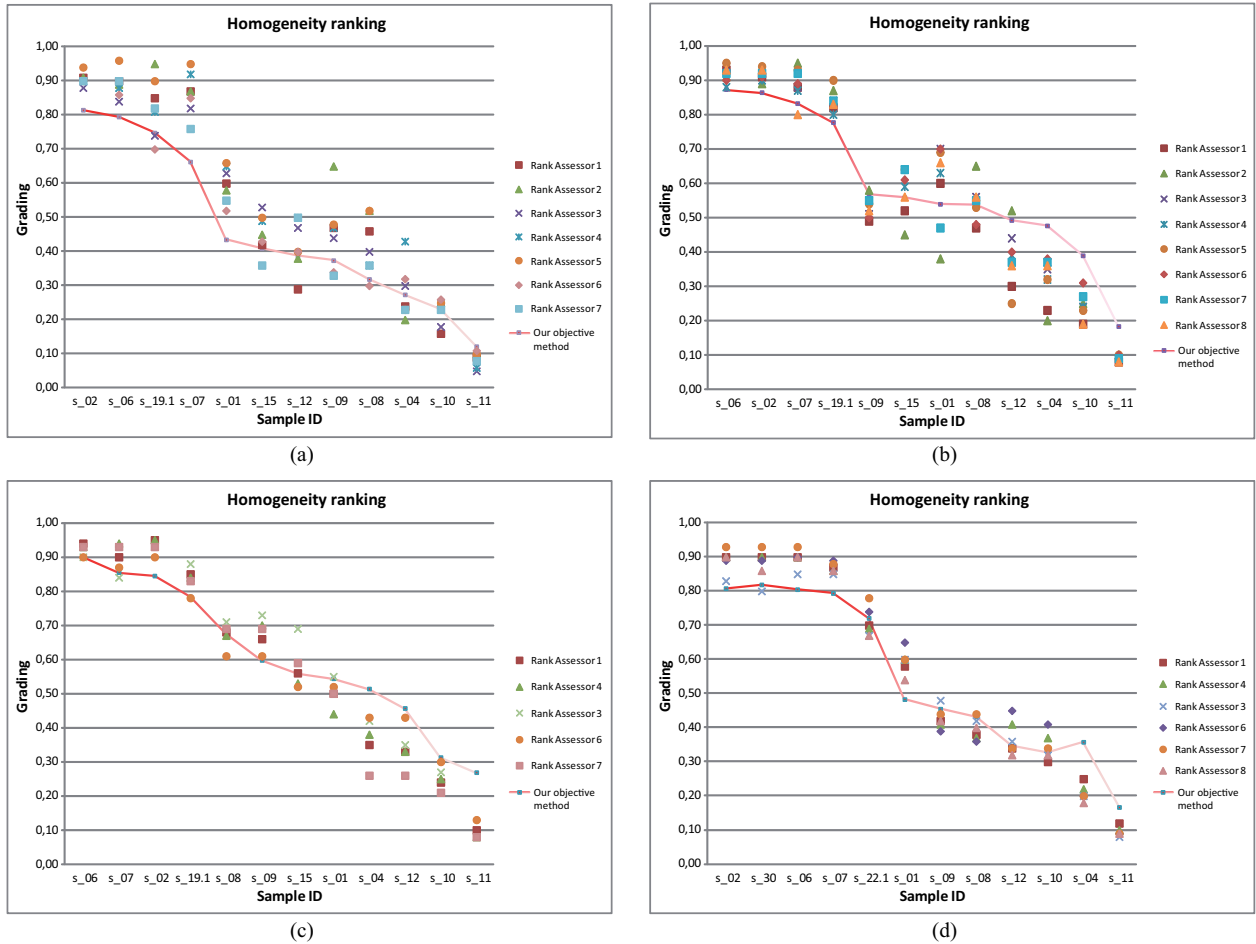 Homogeneity ranking
1,00
0,90
0,80
0,70
0,60
0,50
0,40
0,30
0,20
0,10
0,00
Grading
s_02 s_06 s_19.1 s_07 s_01 s_15 s_12 s_09 s_08 s_04 s_10 s_11
Sample ID
Rank Assessor 1
Rank Assessor 2
Rank Assessor 3
Rank Assessor 4
Rank Assessor 5
Rank Assessor 6
Rank Assessor 7
Our objective
method
(a)
Homogeneity ranking
1,00
0,90
0,80
0,70
0,60
0,50
0,40
0,30
0,20
0,10
0,00
Grading
s_06 s_02 s_07 s_19.1 s_09 s_15 s_01 s_08 s_12 s_04 s_10 s_11
Sample ID
Rank Assessor 1
Rank Assessor 2
Rank Assessor 3
Rank Assessor 4
Rank Assessor 5
Rank Assessor 6
Rank Assessor 7
Rank Assessor 8
Our objective
method
(b)
Homogeneity ranking
1,00
0,90
0,80
0,70
0,60
0,50
0,40
0,30
0,20
0,10
0,00
Grading
s_06 s_07 s_02 s_19.1 s_08 s_09 s_15 s_01 s_04 s_12 s_10 s_11
Sample ID
Rank Assessor 1
Rank Assessor 4
Rank Assessor 3
Rank Assessor 6
Rank Assessor 7
Our objective
method
(c)
Homogeneity ranking
1,00
0,90
0,80
0,70
0,60
0,50
0,40
0,30
0,20
0,10
0,00
Grading
s_02 s_30 s_06 s_07 s_22.1 s_01 s_09 s_08 s_12 s_10 s_04 s_11
Sample ID
Rank Assessor 1
Rank Assessor 4
Rank Assessor 3
Rank Assessor 6
Rank Assessor 7
Rank Assessor 8
Our objective
method
(d)